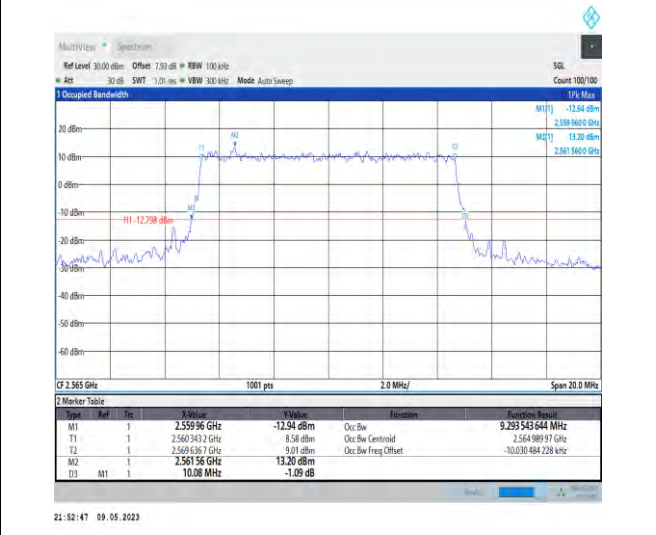 MultiView Spectrum
Ref Level 30.00 dBm Offset 7.93 dB RBW 100 kHz SGL
Att 30 dB SWT 1.01 ms VBW 300 kHz Mode Auto Sweep Count 100/100
1 Occupied Bandwidth 1Pk Max
M1[1] -12.94 dBm
2.559 960 0 GHz
M2[1] 13.20 dBm
2.561 560 0 GHz
20 dBm
M2
T1 T2
10 dBm
0 dBm
M1
-10 dBm
H1 -12.798 dBm
D3
-20 dBm
-30 dBm
-40 dBm
-50 dBm
-60 dBm
CF 2.565 GHz 1001 pts 2.0 MHz/ Span 20.0 MHz
2 Marker Table
Type Ref Trc X-Value Y-Value Function Function Result
M1 1 2.559 96 GHz -12.94 dBm Occ Bw 9.293 543 644 MHz
T1 1 2.560 343 2 GHz 8.58 dBm Occ Bw Centroid 2.564 989 97 GHz
T2 1 2.569 636 7 GHz 9.01 dBm Occ Bw Freq Offset -10.030 484 228 kHz
M2 1 2.561 56 GHz 13.20 dBm
D3 M1 1 10.08 MHz -1.09 dB
21:52:47 09.05.2023